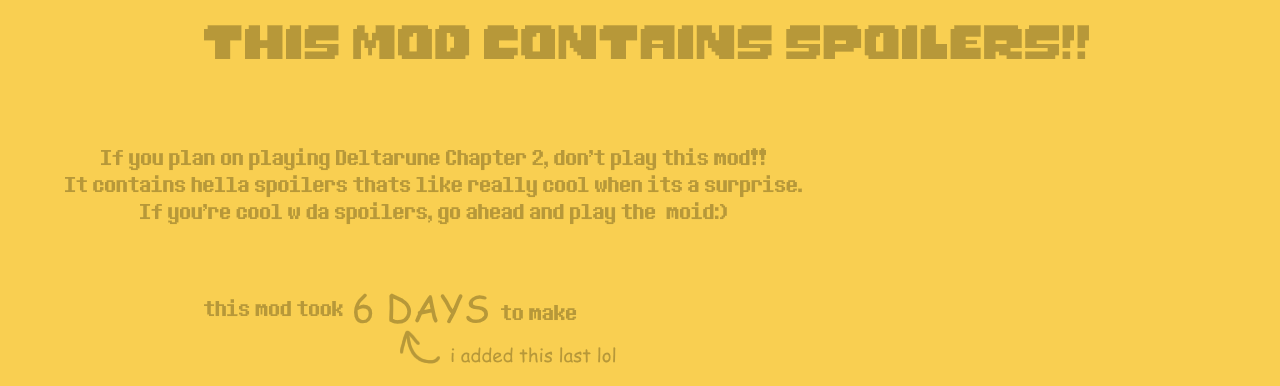 THIS MOD CONTAINS SPOILERS!!
If you plan on playing Deltarune Chapter 2, don't play this mod!!
It contains hella spoilers thats like really cool when its a surprise.
If you're cool w da spoilers, go ahead and play the moid:)
this mod took 6 DAYS to make
i added this last lol